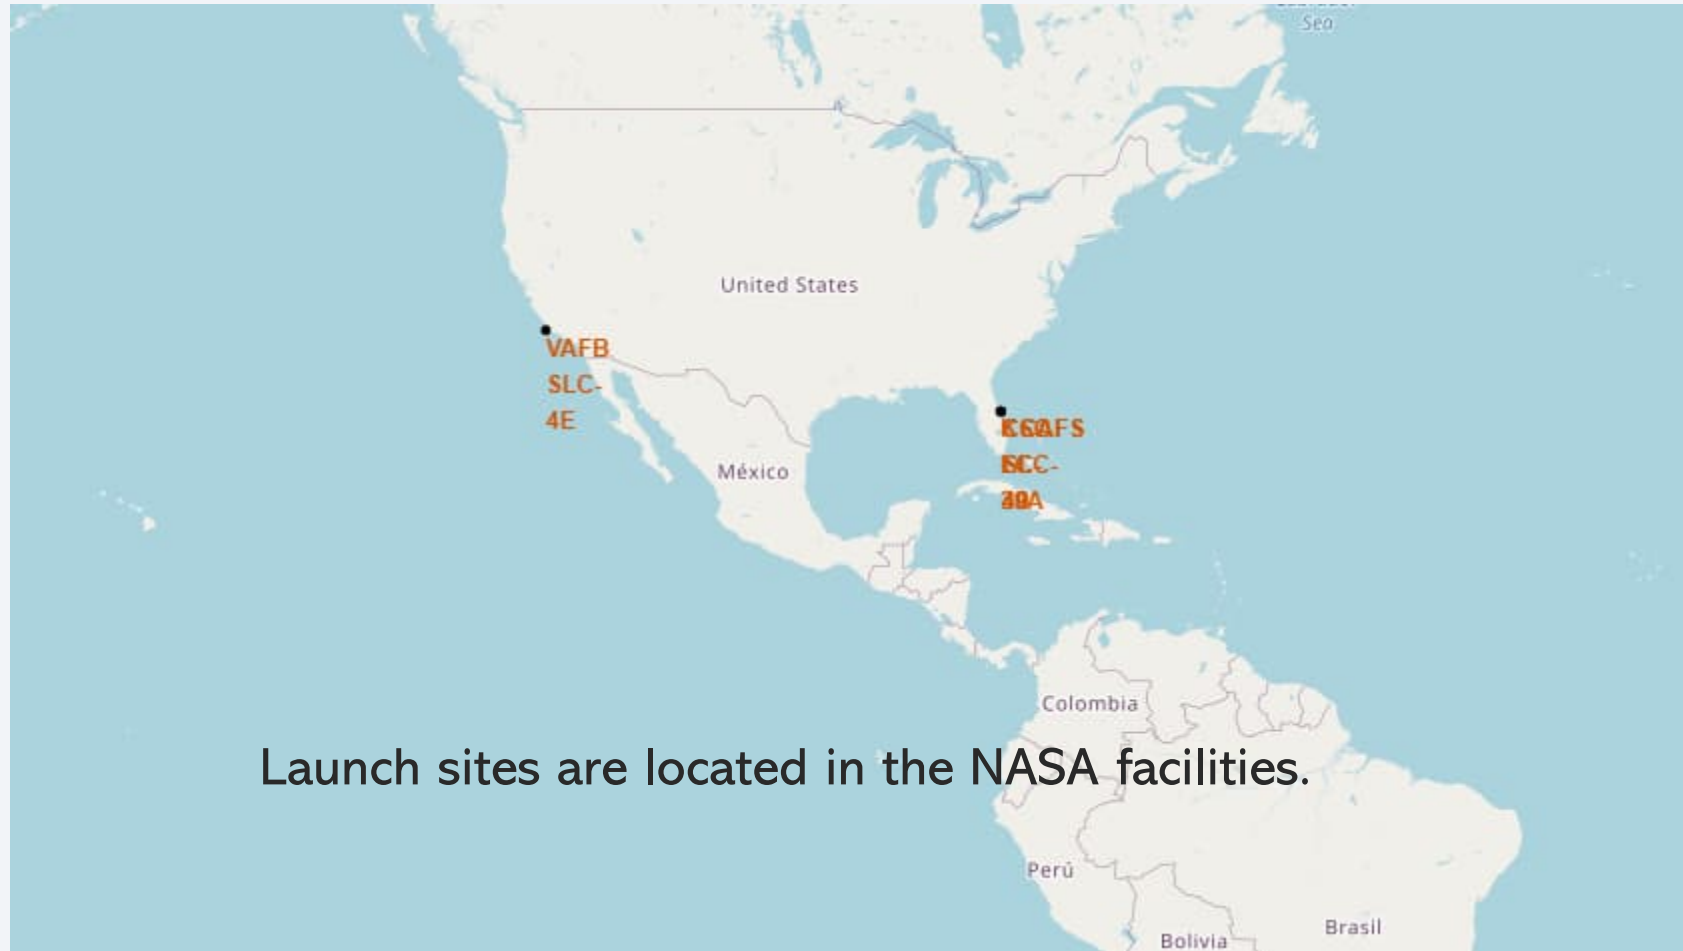 Sea
United States
VAFB
SLC-
4E
México
Colombia
Launch sites are located in the NASA facilities.
Perú
Brasil
Bolivia